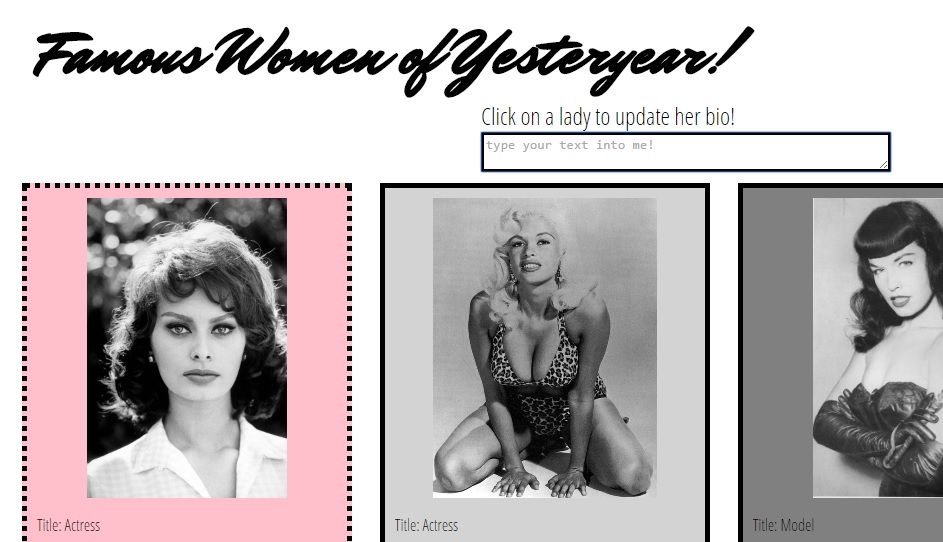 Famous Women of Yesteryear!
Click on a lady to update her bio!
type your text into me!
Title: Actress
Title: Actress
Title: Model